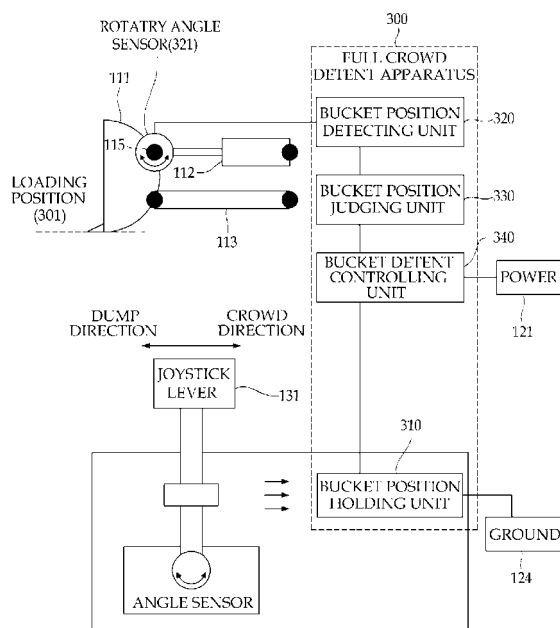 ROTATRY ANGLE
SENSOR(321)
300
FULL CROWD
DETENT APPARATUS
111
115
112
113
LOADING
POSITION
(301)
BUCKET POSITION
DETECTING UNIT
320
BUCKET POSITION
JUDGING UNIT
330
340
BUCKET DETENT
CONTROLLING
UNIT
POWER
121
DUMP
DIRECTION
CROWD
DIRECTION
JOYSTICK
LEVER
131
310
BUCKET POSITION
HOLDING UNIT
GROUND
124
ANGLE SENSOR